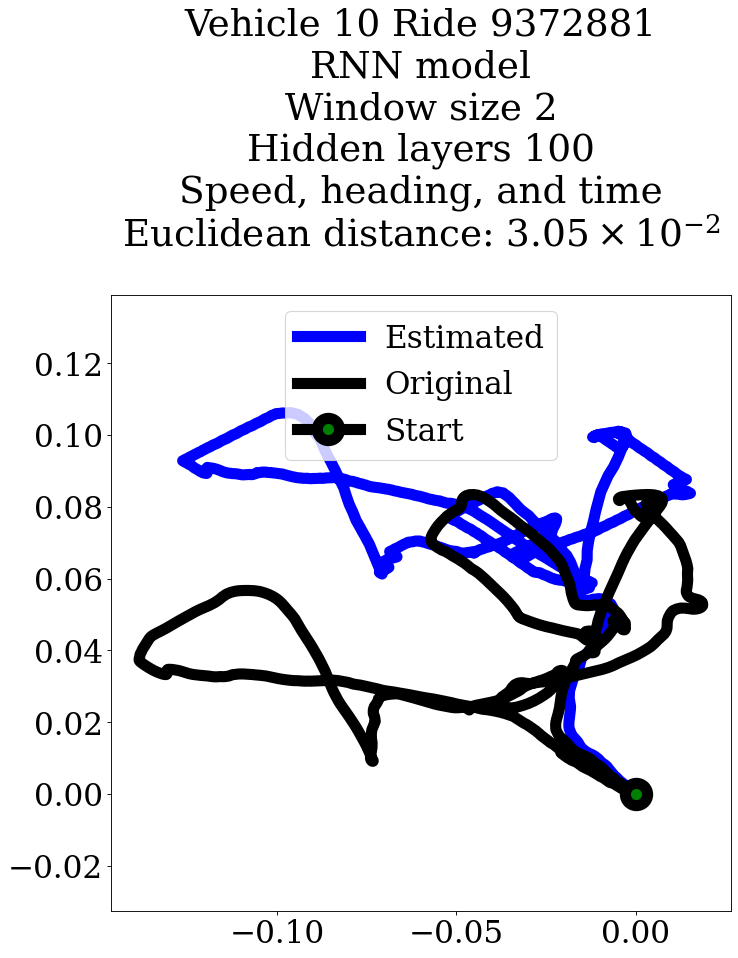 Vehicle 10 Ride 9372881
RNN model
Window size 2
Hidden layers 100
Speed, heading, and time
Euclidean distance: 3.05 × 10⁻²
Estimated
Original
Start
0.12
0.10
0.08
0.06
0.04
0.02
0.00
−0.02
−0.10 −0.05 0.00